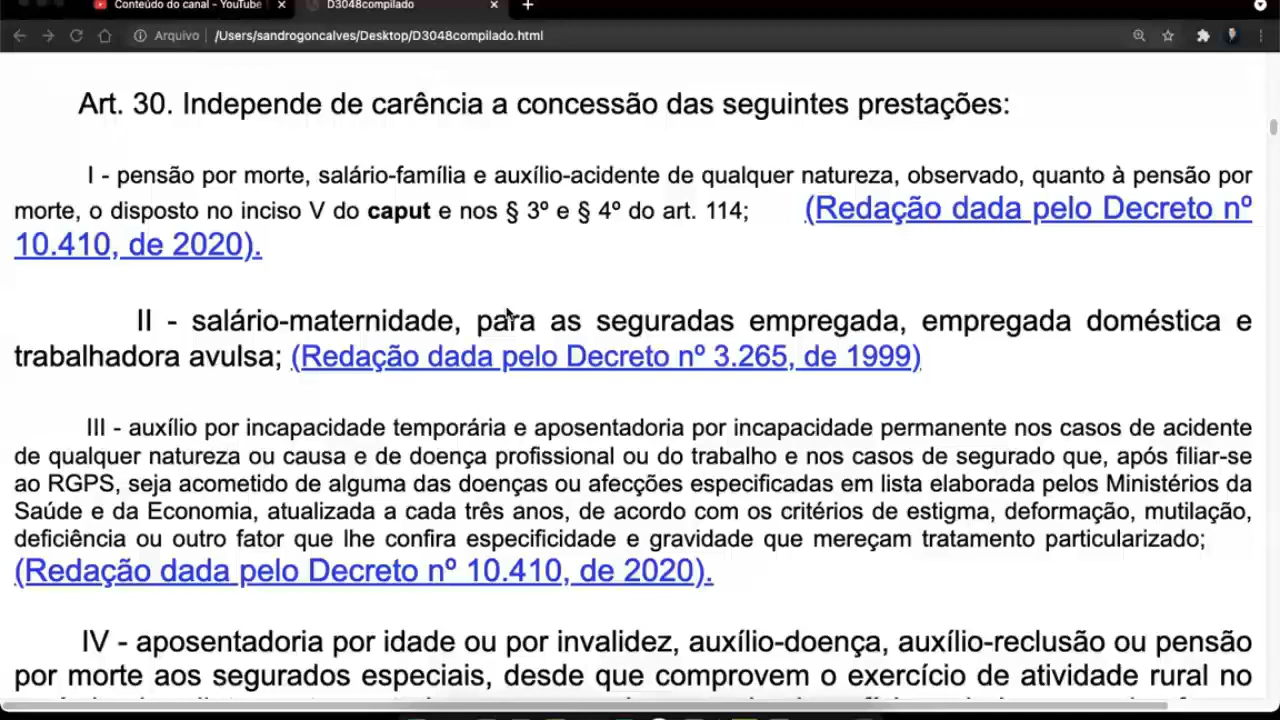 Conteúdo do canal - YouTube
D3048compilado
Arquivo /Users/sandrogoncalves/Desktop/D3048compilado.html
Art. 30. Independe de carência a concessão das seguintes prestações:
I - pensão por morte, salário-família e auxílio-acidente de qualquer natureza, observado, quanto à pensão por
morte, o disposto no inciso V do caput e nos § 3º e § 4º do art. 114; (Redação dada pelo Decreto nº
10.410, de 2020).
II - salário-maternidade, para as seguradas empregada, empregada doméstica e
trabalhadora avulsa; (Redação dada pelo Decreto nº 3.265, de 1999)
III - auxílio por incapacidade temporária e aposentadoria por incapacidade permanente nos casos de acidente
de qualquer natureza ou causa e de doença profissional ou do trabalho e nos casos de segurado que, após filiar-se
ao RGPS, seja acometido de alguma das doenças ou afecções especificadas em lista elaborada pelos Ministérios da
Saúde e da Economia, atualizada a cada três anos, de acordo com os critérios de estigma, deformação, mutilação,
deficiência ou outro fator que lhe confira especificidade e gravidade que mereçam tratamento particularizado;
(Redação dada pelo Decreto nº 10.410, de 2020).
IV - aposentadoria por idade ou por invalidez, auxílio-doença, auxílio-reclusão ou pensão
por morte aos segurados especiais, desde que comprovem o exercício de atividade rural no